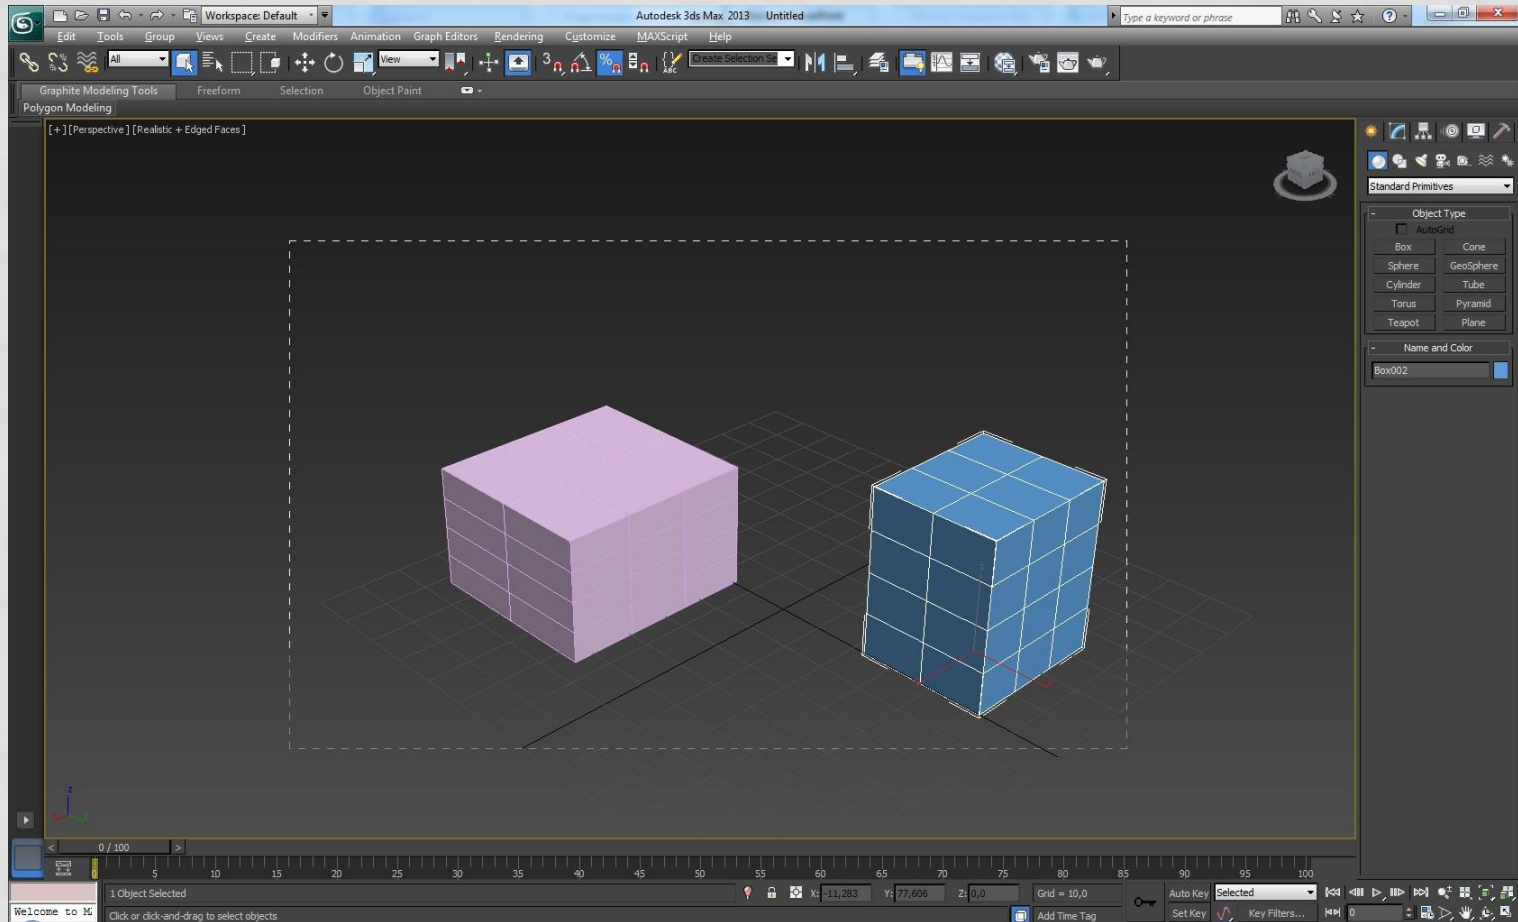 Workspace: Default
Autodesk 3ds Max 2013 Untitled
Type a keyword or phrase
Edit Tools Group Views Create Modifiers Animation Graph Editors Rendering Customize MAXScript Help
All
View
3
%
Create Selection Se
ABC
Graphite Modeling Tools Freeform Selection Object Paint
Polygon Modeling
[+][Perspective][Realistic + Edged Faces]
Standard Primitives
- Object Type
AutoGrid
Box Cone
Sphere GeoSphere
Cylinder Tube
Torus Pyramid
Teapot Plane
- Name and Color
Box002
z
< 0 / 100 >
0 5 10 15 20 25 30 35 40 45 50 55 60 65 70 75 80 85 90 95 100
1 Object Selected X: -11,283 Y: 77,606 Z: 0,0 Grid = 10,0 Auto Key Selected
Welcome to Click or click-and-drag to select objects Add Time Tag Set Key Key Filters... 0